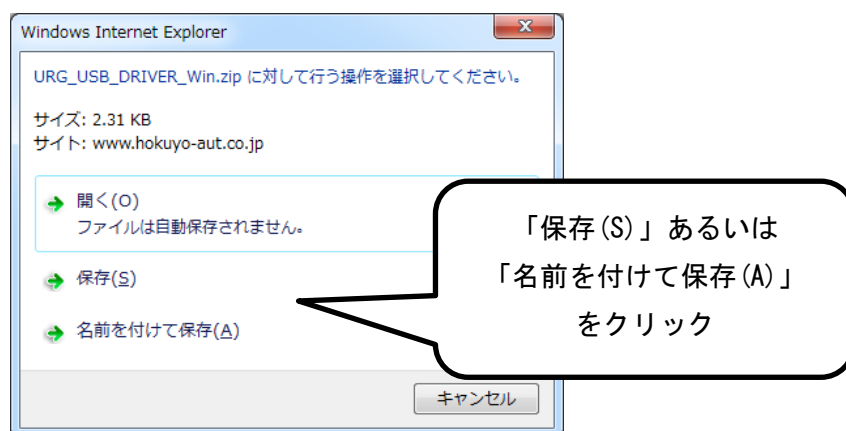 Windows Internet Explorer
URG_USB_DRIVER_Win.zip に対して行う操作を選択してください。
サイズ: 2.31 KB
サイト: www.hokuyo-aut.co.jp
開く(O)
ファイルは自動保存されません。
保存(S)
名前を付けて保存(A)
キャンセル
「保存(S)」あるいは
「名前を付けて保存(A)」
をクリック